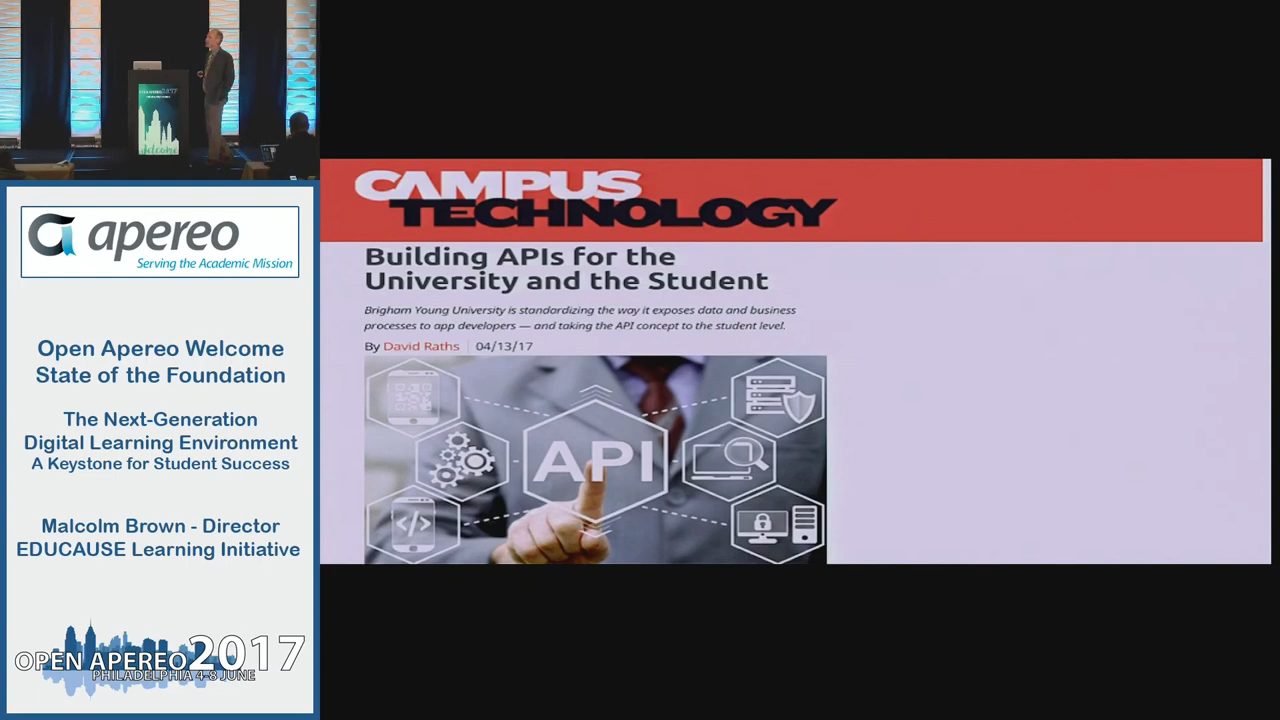 Welcome
apereo
Serving the Academic Mission
Open Apereo Welcome
State of the Foundation
The Next-Generation
Digital Learning Environment
A Keystone for Student Success
Malcolm Brown - Director
EDUCAUSE Learning Initiative
OPEN APEREO 2017
PHILADELPHIA 4-8 JUNE
CAMPUS
TECHNOLOGY
Building APIs for the
University and the Student
Brigham Young University is standardizing the way it exposes data and business
processes to app developers — and taking the API concept to the student level.
By David Raths | 04/13/17
API
</>